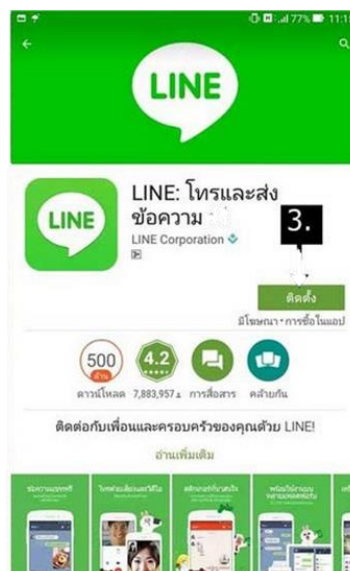 77% 11:1
LINE
LINE
LINE: โทรและส่ง
ข้อความ
LINE Corporation
3.
ติดตั้ง
มีโฆษณา • การซื้อในแอป
500
ล้าน
4.2
ดาวน์โหลด 7,883,957 การสื่อสาร คล้ายกัน
ติดต่อกับเพื่อนและครอบครัวของคุณด้วย LINE!
อ่านเพิ่มเติม